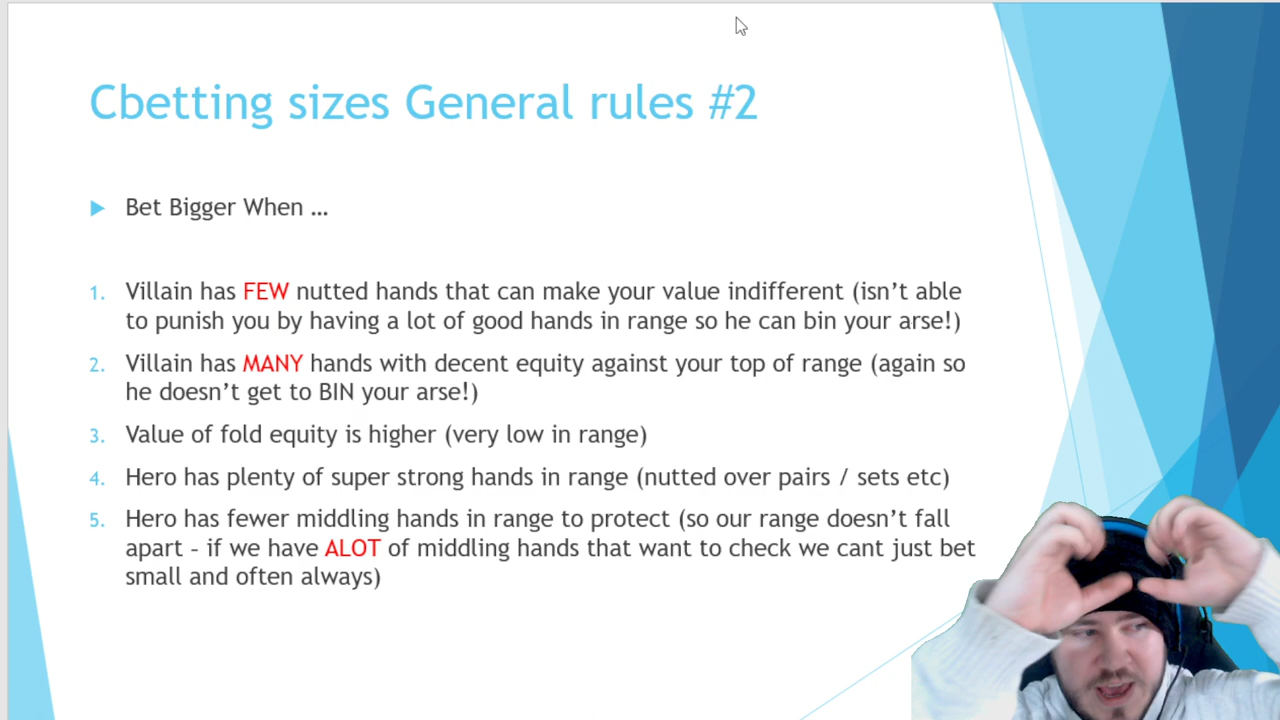 Cbetting sizes General rules #2
Bet Bigger When …
1. Villain has FEW nutted hands that can make your value indifferent (isn’t able
to punish you by having a lot of good hands in range so he can bin your arse!)
2. Villain has MANY hands with decent equity against your top of range (again so
he doesn’t get to BIN your arse!)
3. Value of fold equity is higher (very low in range)
4. Hero has plenty of super strong hands in range (nutted over pairs / sets etc)
5. Hero has fewer middling hands in range to protect (so our range doesn’t fall
apart – if we have ALOT of middling hands that want to check we cant just bet
small and often always)